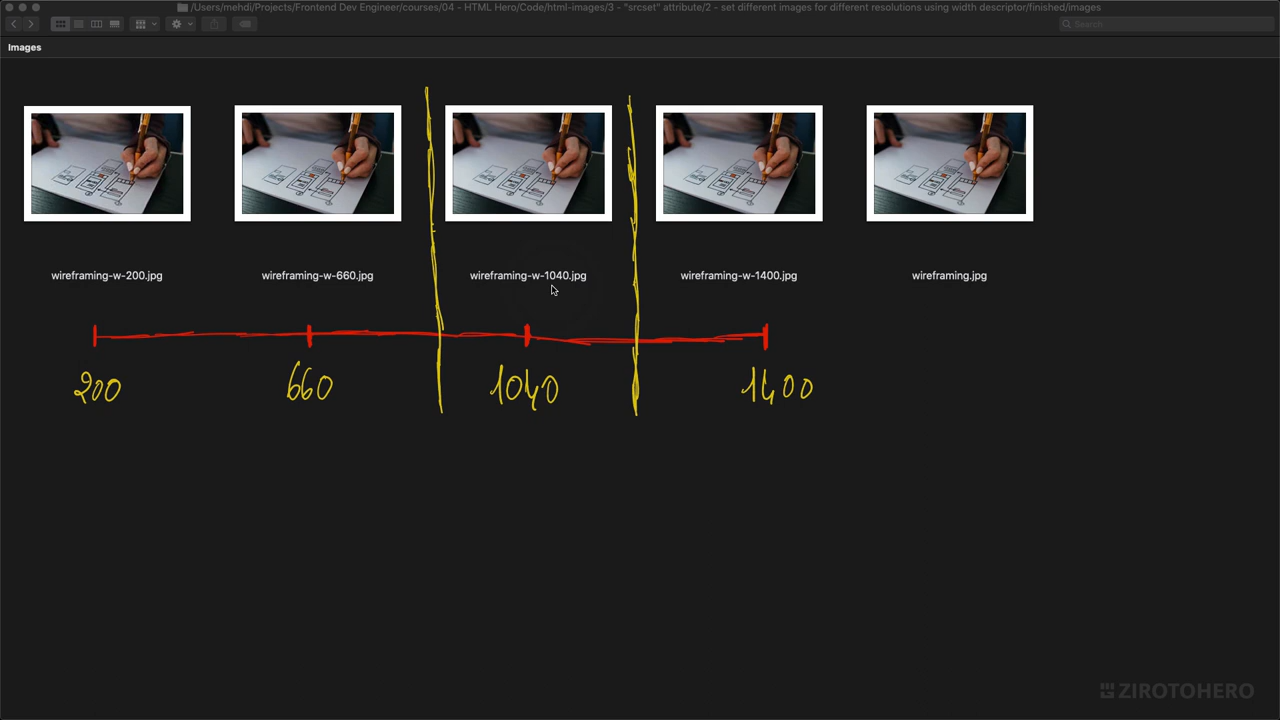 /Users/mehdi/Projects/Frontend Dev Engineer/courses/04 - HTML Hero/Code/html-images/3 - "srcset" attribute/2 - set different images for different resolutions using width descriptor/finished/images
Search
Images
wireframing-w-200.jpg
wireframing-w-660.jpg
wireframing-w-1040.jpg
wireframing-w-1400.jpg
wireframing.jpg
200
660
1040
1400
ZIROTOHERO